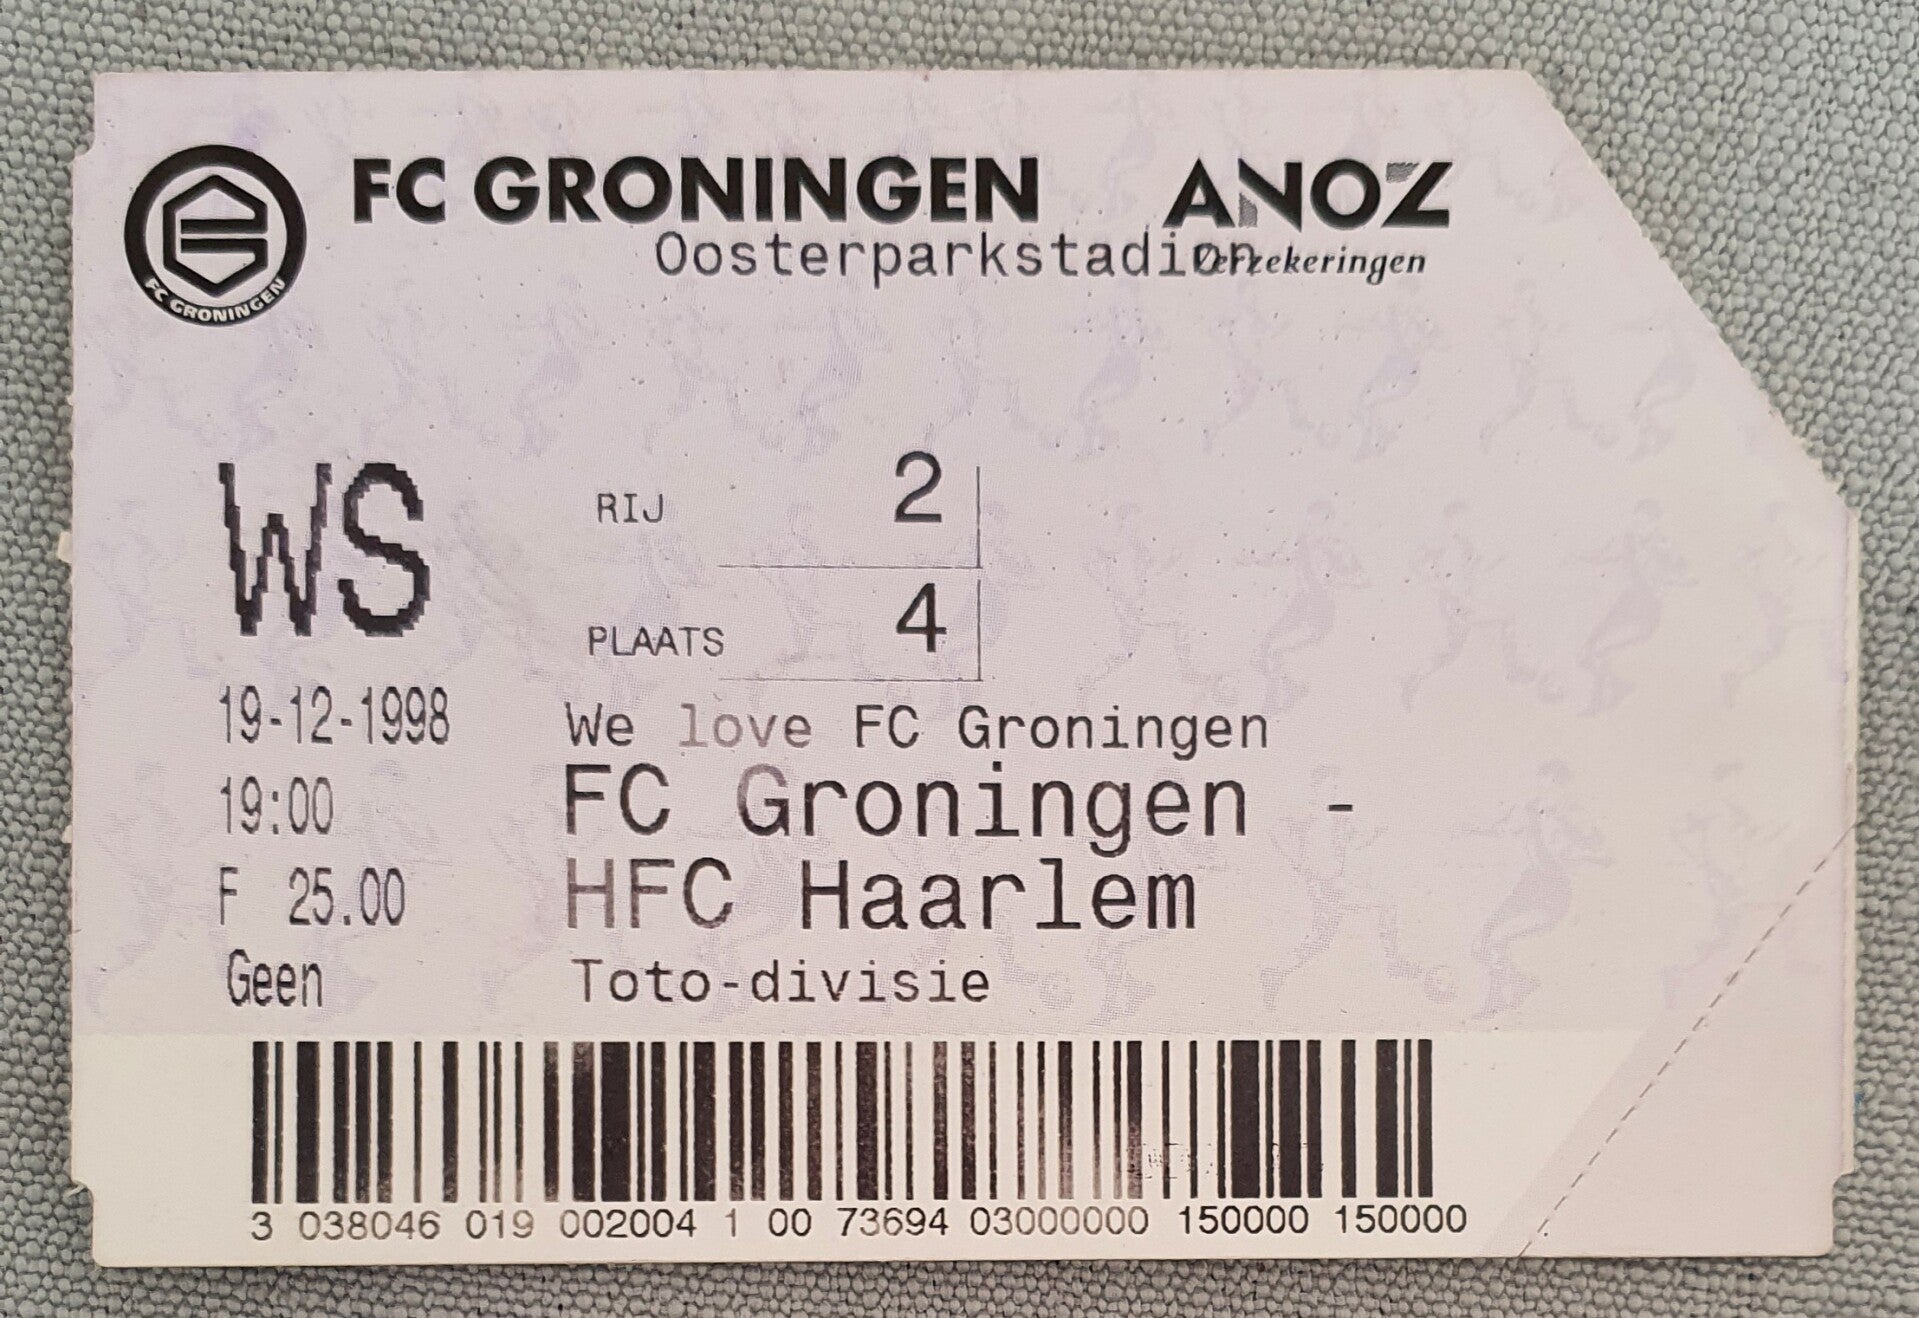 FC GRONINGEN
FC GRONINGEN ANOZ
Oosterparkstadion Verzekeringen
WS
RIJ 2
PLAATS 4
19-12-1998 We love FC Groningen
19:00 FC Groningen -
F 25.00 HFC Haarlem
Geen Toto-divisie
3 038046 019 002004 1 00 73694 03000000 150000 150000